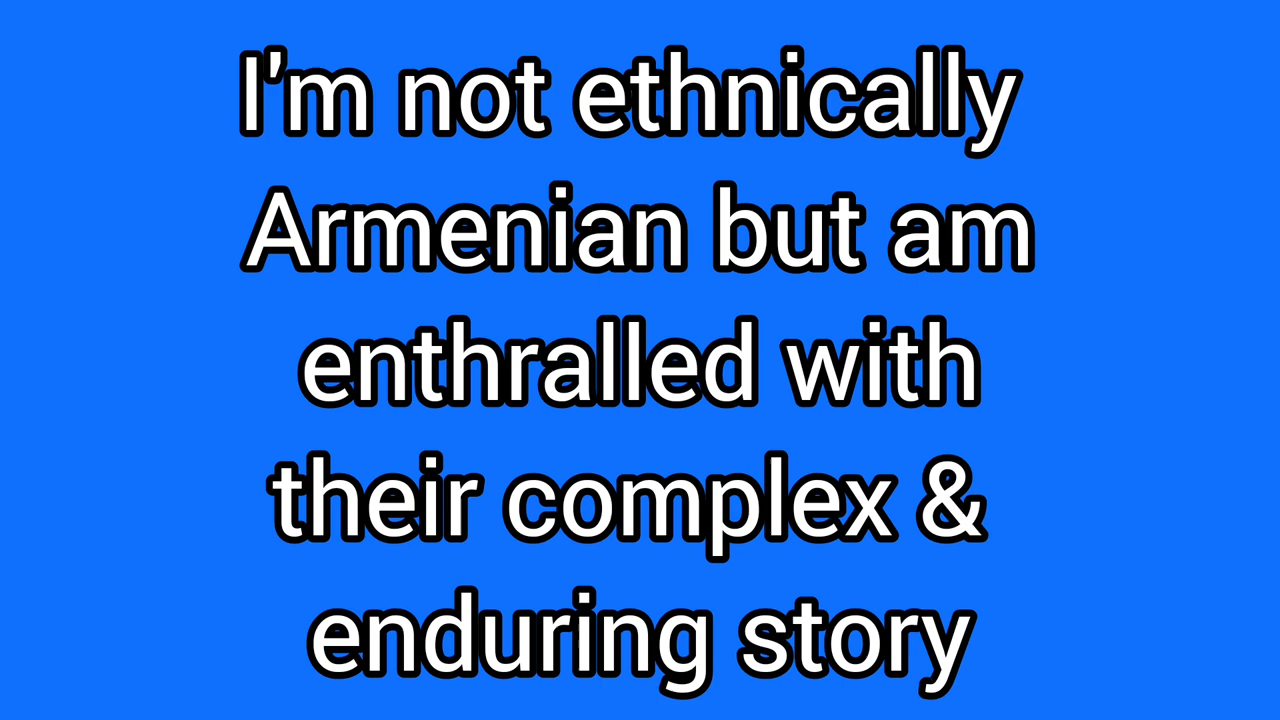 I'm not ethnically
Armenian but am
enthralled with
their complex &
enduring story